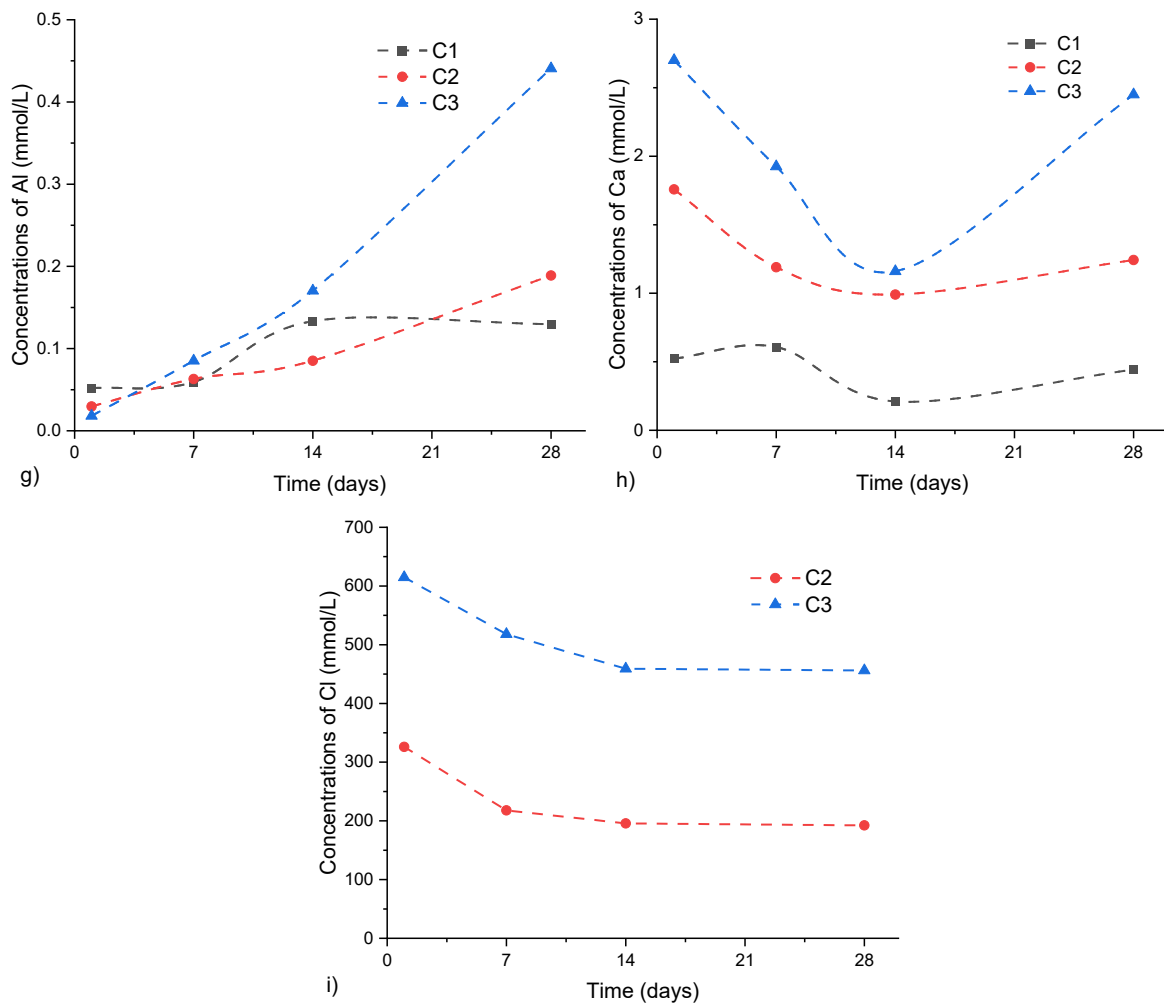 0.5
0.4
0.3
0.2
0.1
0.0
Concentrations of Al (mmol/L)
C1
C2
C3
0 7 14 21 28
Time (days)
g)
3
2
1
0
Concentrations of Ca (mmol/L)
C1
C2
C3
0 7 14 21 28
Time (days)
h)
700
600
500
400
300
200
100
0
Concentrations of Cl (mmol/L)
C2
C3
0 7 14 21 28
Time (days)
i)